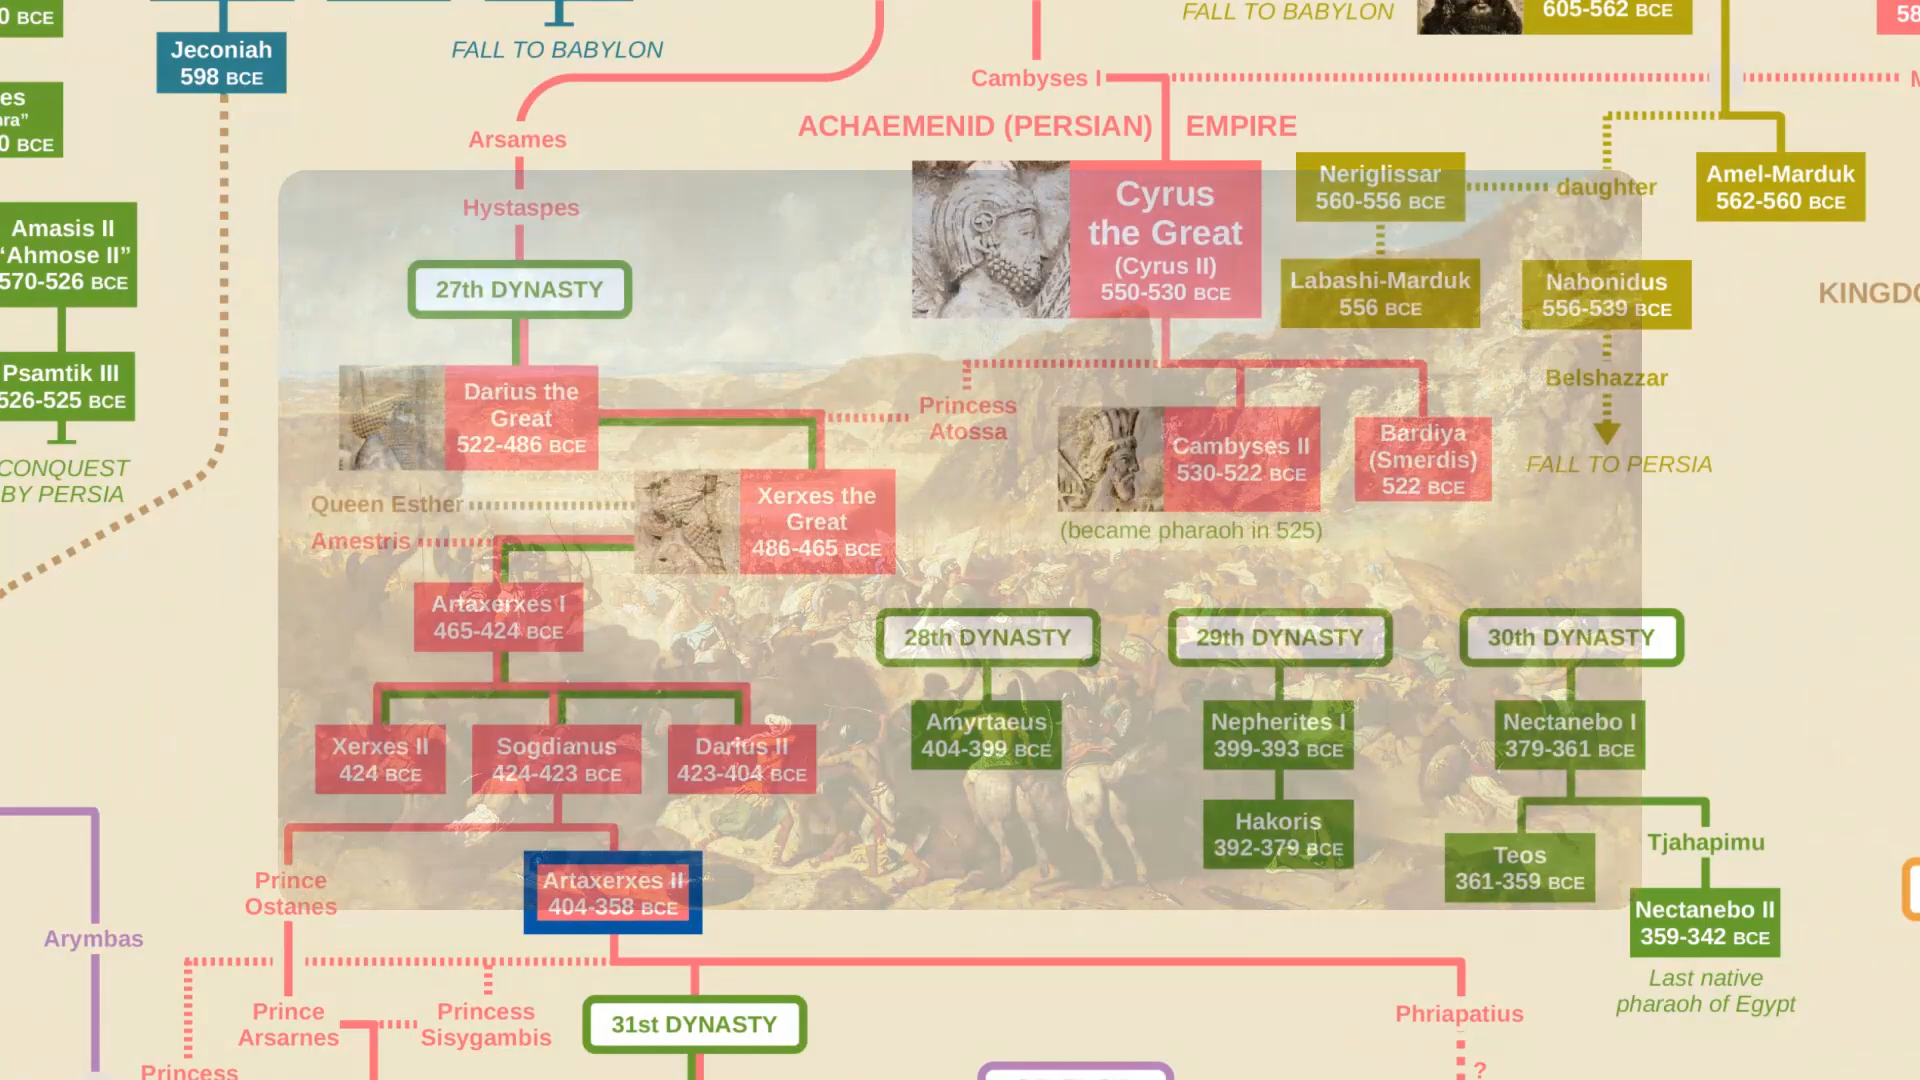 0 BCE
Jeconiah
598 BCE
FALL TO BABYLON
FALL TO BABYLON
605-562 BCE
58
Cambyses I
ACHAEMENID (PERSIAN) EMPIRE
es
ra”
0 BCE
Arsames
Hystaspes
27th DYNASTY
Cyrus
the Great
(Cyrus II)
550-530 BCE
Neriglissar
560-556 BCE
daughter
Amel-Marduk
562-560 BCE
Labashi-Marduk
556 BCE
Nabonidus
556-539 BCE
KINGDO
Amasis II
“Ahmose II”
570-526 BCE
Psamtik III
526-525 BCE
CONQUEST
BY PERSIA
Darius the
Great
522-486 BCE
Princess
Atossa
Cambyses II
530-522 BCE
(became pharaoh in 525)
Bardiya
(Smerdis)
522 BCE
Belshazzar
FALL TO PERSIA
Queen Esther
Amestris
Xerxes the
Great
486-465 BCE
Artaxerxes I
465-424 BCE
28th DYNASTY
29th DYNASTY
30th DYNASTY
Xerxes II
424 BCE
Sogdianus
424-423 BCE
Darius II
423-404 BCE
Amyrtaeus
404-399 BCE
Nepherites I
399-393 BCE
Nectanebo I
379-361 BCE
Hakoris
392-379 BCE
Teos
361-359 BCE
Tjahapimu
Nectanebo II
359-342 BCE
Last native
pharaoh of Egypt
Prince
Ostanes
Artaxerxes II
404-358 BCE
Arymbas
Prince
Arsarnes
Princess
Sisygambis
31st DYNASTY
Phriapatius
?
Princess